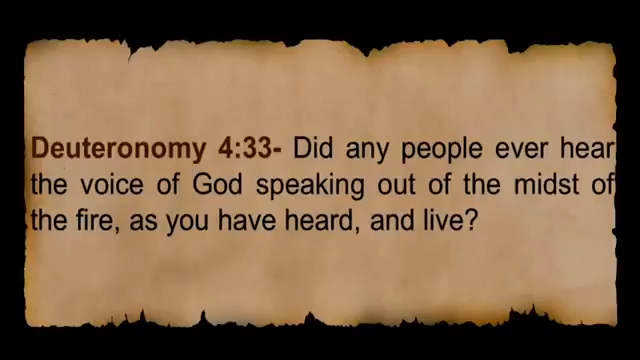 Deuteronomy 4:33- Did any people ever hear
the voice of God speaking out of the midst of
the fire, as you have heard, and live?